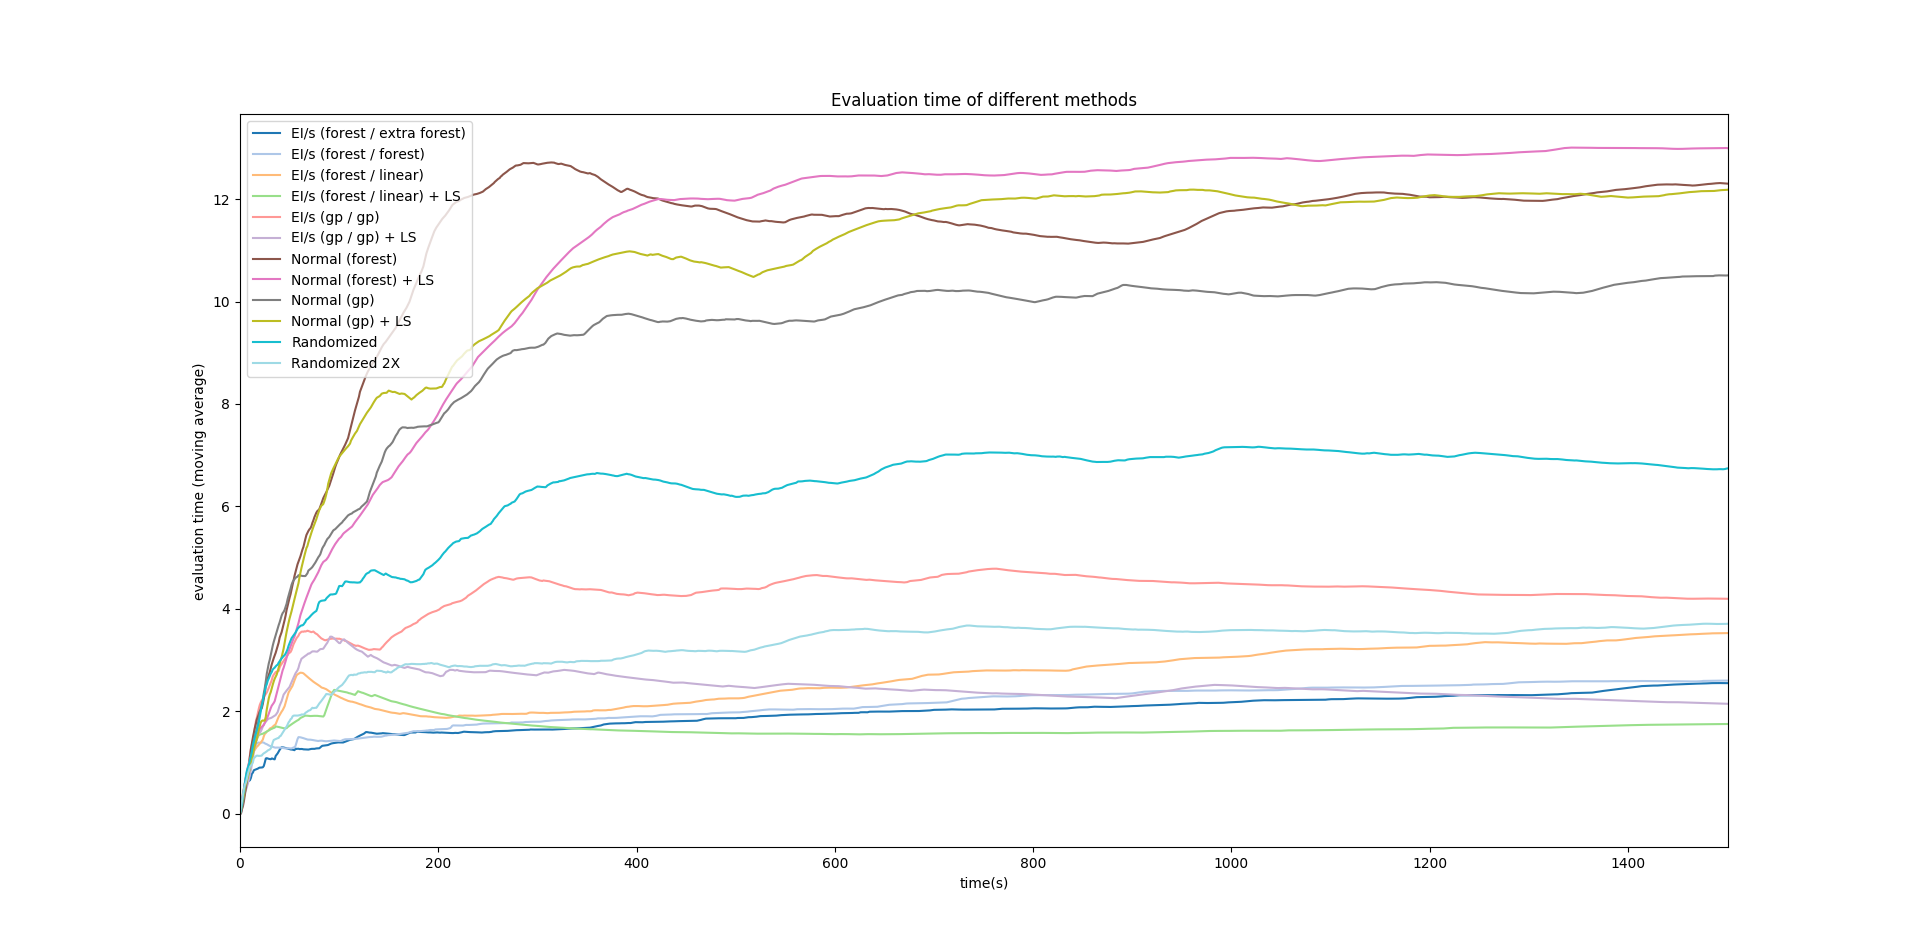 Evaluation time of different methods
EI/s (forest / extra forest)
EI/s (forest / forest)
EI/s (forest / linear)
EI/s (forest / linear) + LS
EI/s (gp / gp)
EI/s (gp / gp) + LS
Normal (forest)
Normal (forest) + LS
Normal (gp)
Normal (gp) + LS
Randomized
Randomized 2X
evaluation time (moving average)
12
10
8
6
4
2
0
0 200 400 600 800 1000 1200 1400
time(s)